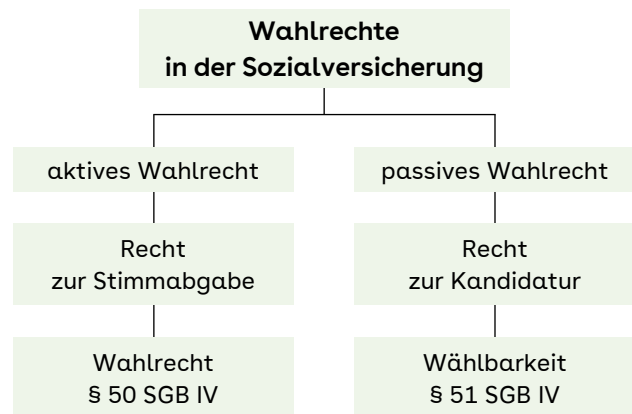 Wahlrechte
in der Sozialversicherung
aktives Wahlrecht
passives Wahlrecht
Recht
zur Stimmabgabe
Recht
zur Kandidatur
Wahlrecht
§ 50 SGB IV
Wählbarkeit
§ 51 SGB IV